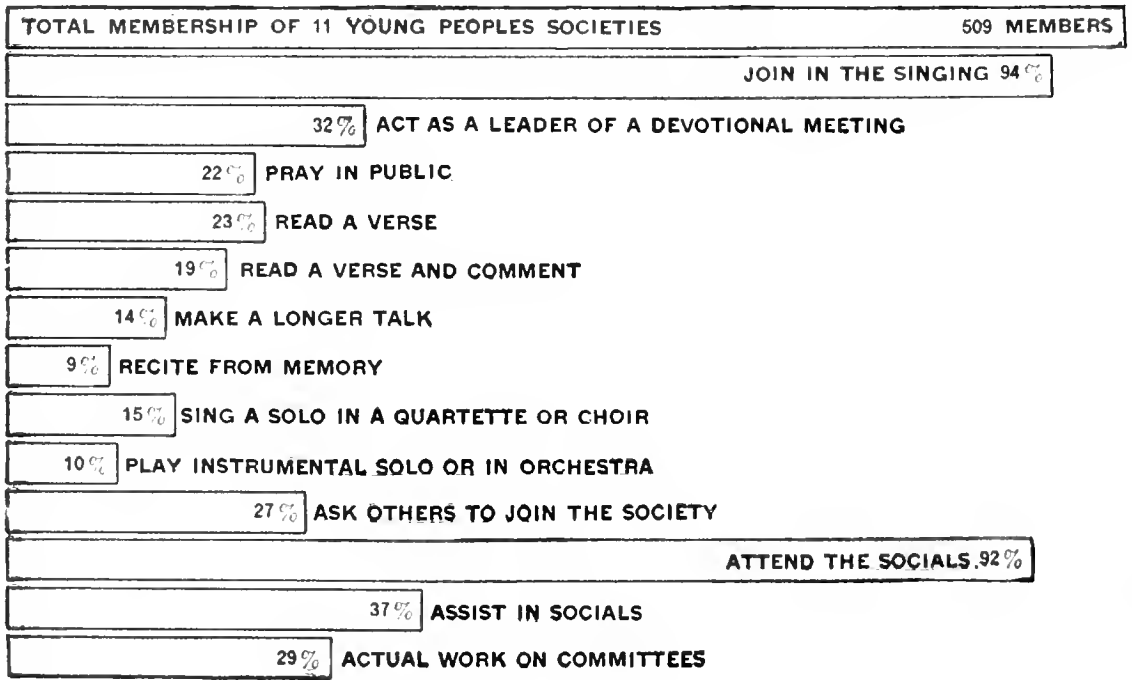 TOTAL MEMBERSHIP OF 11 YOUNG PEOPLES SOCIETIES 509 MEMBERS
JOIN IN THE SINGING 94%
32% ACT AS A LEADER OF A DEVOTIONAL MEETING
22% PRAY IN PUBLIC
23% READ A VERSE
19% READ A VERSE AND COMMENT
14% MAKE A LONGER TALK
9% RECITE FROM MEMORY
15% SING A SOLO IN A QUARTETTE OR CHOIR
10% PLAY INSTRUMENTAL SOLO OR IN ORCHESTRA
27% ASK OTHERS TO JOIN THE SOCIETY
ATTEND THE SOCIALS.92%
37% ASSIST IN SOCIALS
29% ACTUAL WORK ON COMMITTEES